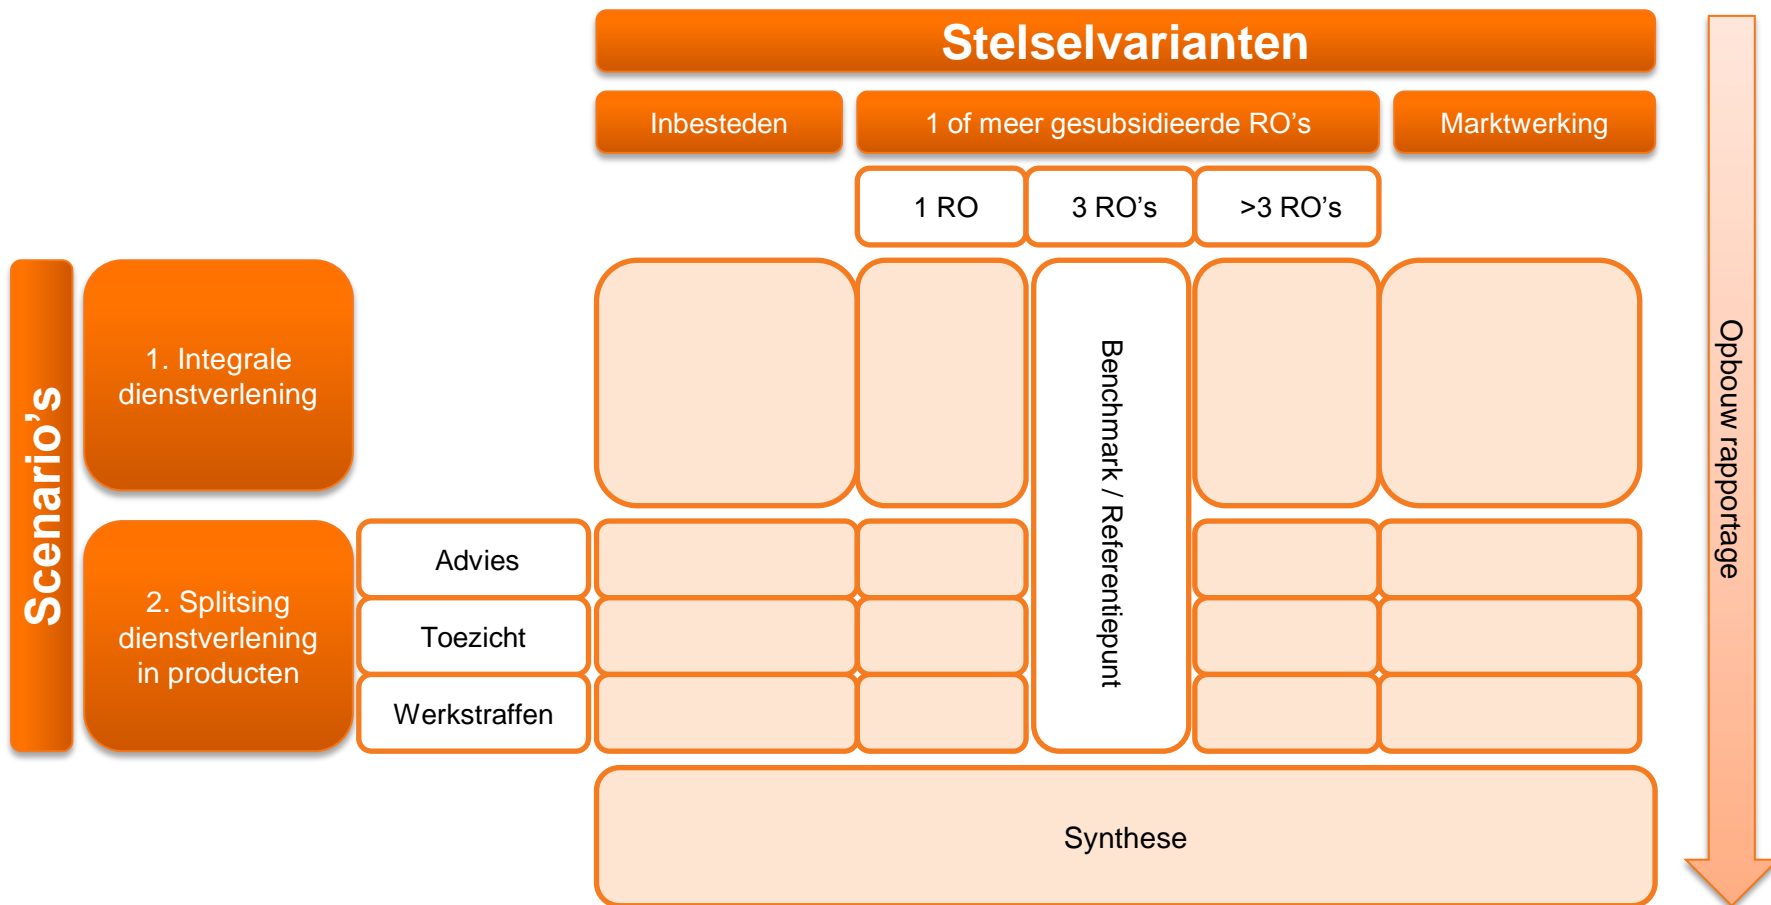 Stelselvarianten
Inbesteden
1 of meer gesubsidieerde RO’s
Marktwerking
1 RO
3 RO’s
>3 RO’s
Scenario’s
1. Integrale
dienstverlening
Benchmark / Referentiepunt
Opbouw rapportage
2. Splitsing
dienstverlening
in producten
Advies
Toezicht
Werkstraffen
Synthese